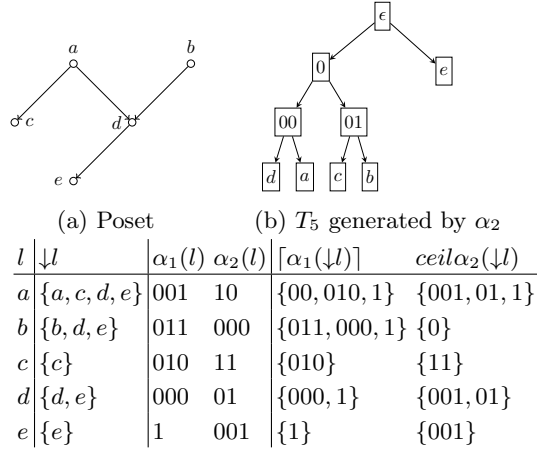 a
b
c
d
e
(a) Poset
ϵ
0
e
00
01
d
a
c
b
(b) T₅ generated by α₂
l ↓l α₁(l) α₂(l) ⌈α₁(↓l)⌉ ceilα₂(↓l)
a {a, c, d, e} 001 10 {00, 010, 1} {001, 01, 1}
b {b, d, e} 011 000 {011, 000, 1} {0}
c {c} 010 11 {010} {11}
d {d, e} 000 01 {000, 1} {001, 01}
e {e} 1 001 {1} {001}